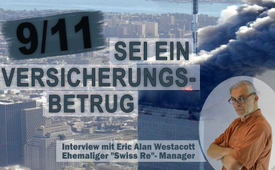 9/11
SEI EIN
VERSICHERUNGS-
BETRUG
Interview mit Eric Alan Westacott
Ehemaliger "Swiss Re"- Manager